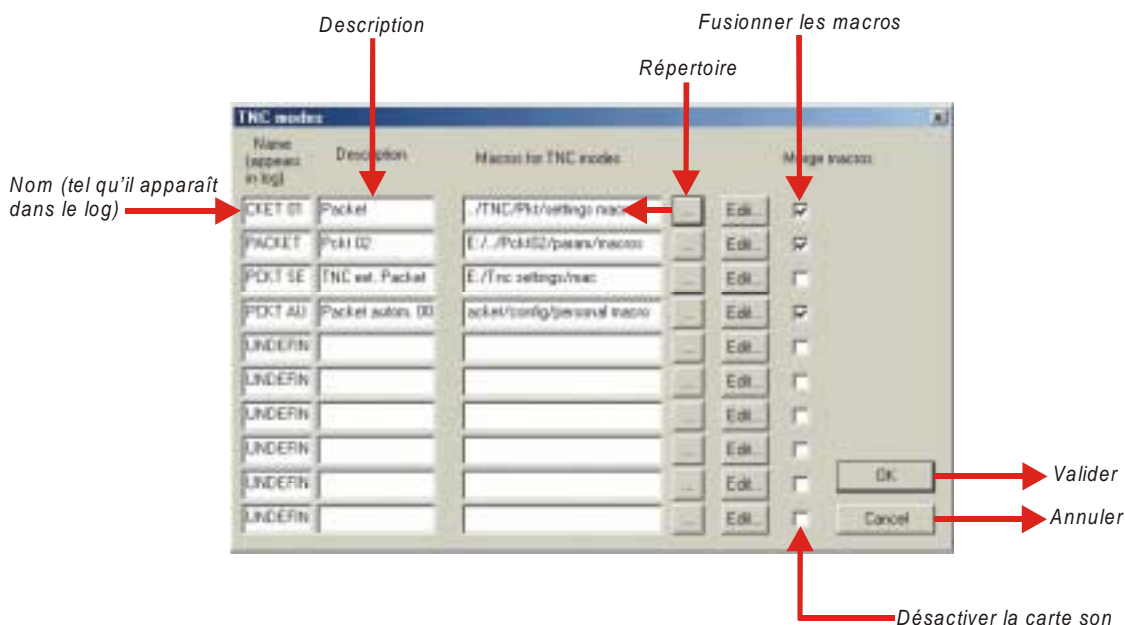 Description
Fusionner les macros
Répertoire
TNC modes
Name
(appears
in log)
Description
Macros for TNC modes
Merge macros
Nom (tel qu'il apparaît
dans le log)
CKET 01 Packet ../TNC/Pkt/settings macr ... Edit...
PACKET Pckt 02 E:/../Pckt02/param/macros ... Edit...
PCKT SE TNC ext. Packet E:/Tnc settings/mac ... Edit...
PCKT AU Packet autom. 00 acket/config/personal macro ... Edit...
UNDEFIN ... Edit...
UNDEFIN ... Edit...
UNDEFIN ... Edit...
UNDEFIN ... Edit...
UNDEFIN ... Edit... OK
Valider
UNDEFIN ... Edit... Cancel
Annuler
Désactiver la carte son